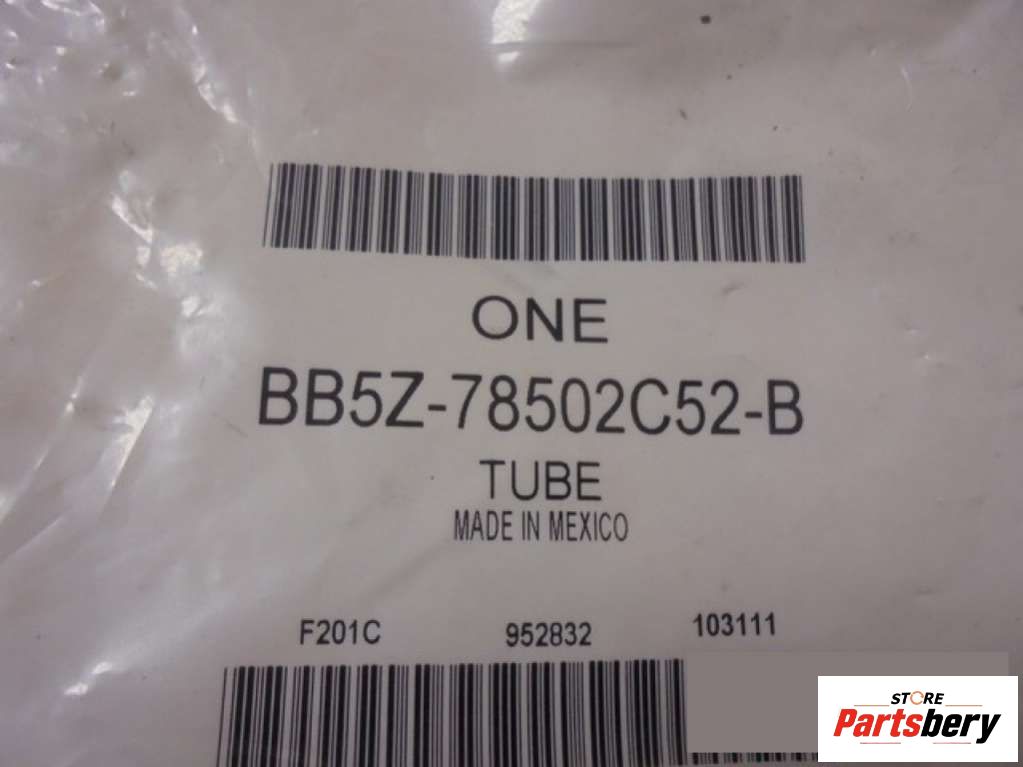 ONE
BB5Z-78502C52-B
TUBE
MADE IN MEXICO
F201C 952832 103111
STORE
Partsbery